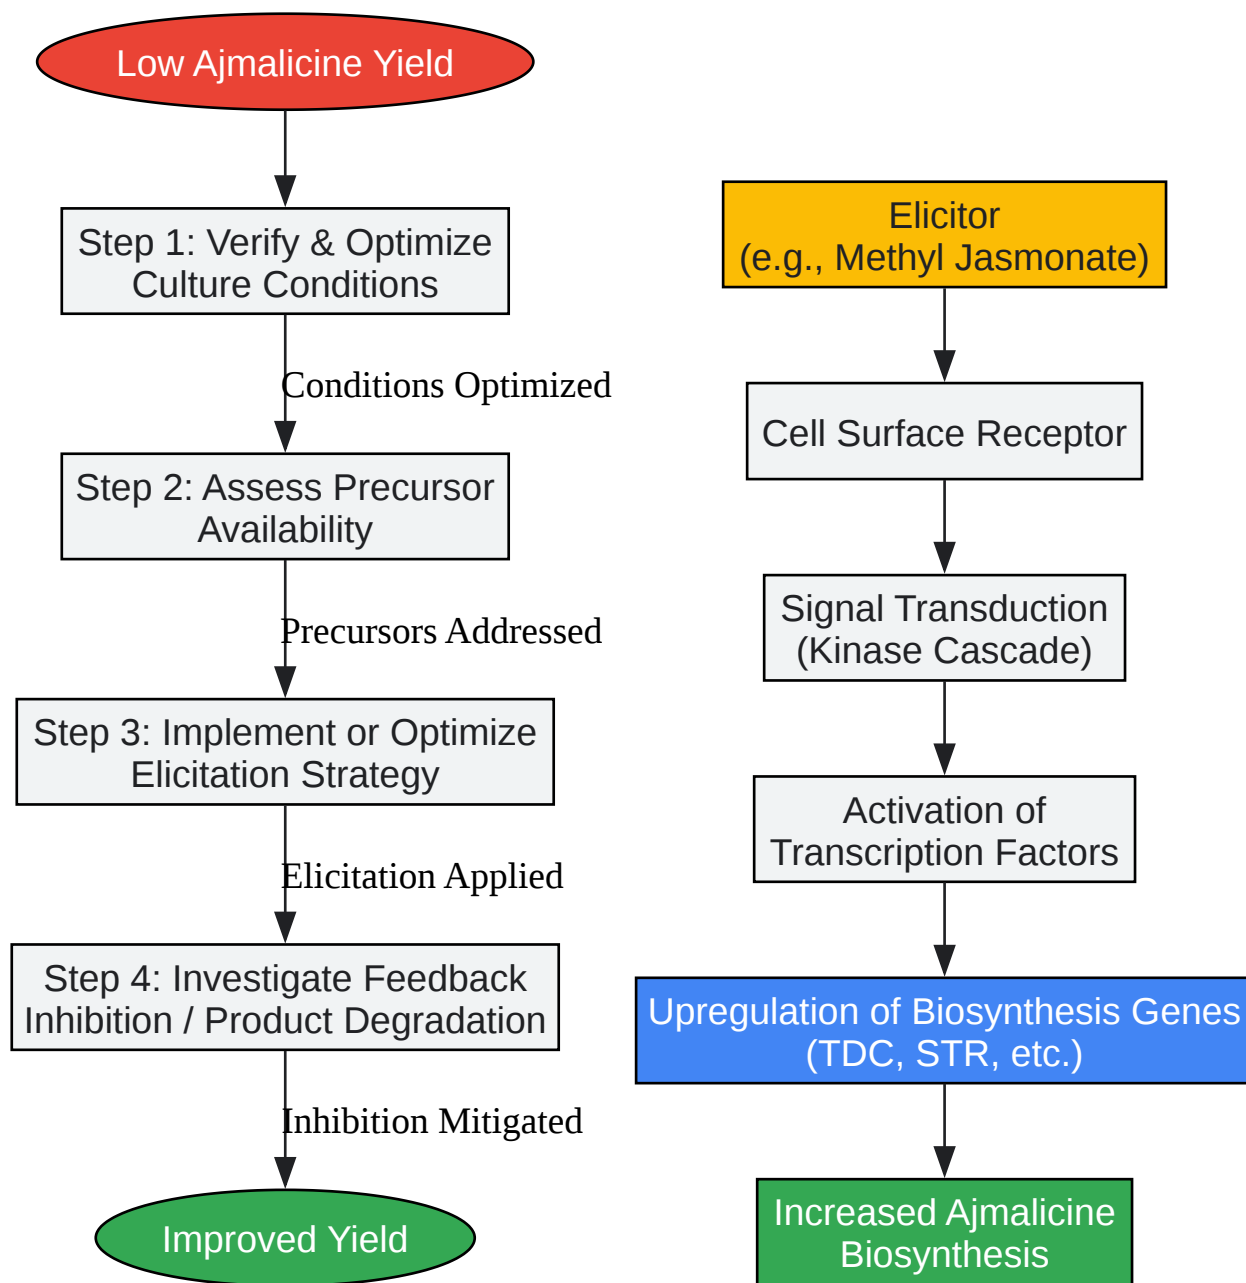 Low Ajmalicine Yield
Step 1: Verify & Optimize
Culture Conditions
Conditions Optimized
Step 2: Assess Precursor
Availability
Precursors Addressed
Step 3: Implement or Optimize
Elicitation Strategy
Elicitation Applied
Step 4: Investigate Feedback
Inhibition / Product Degradation
Inhibition Mitigated
Improved Yield
Elicitor
(e.g., Methyl Jasmonate)
Cell Surface Receptor
Signal Transduction
(Kinase Cascade)
Activation of
Transcription Factors
Upregulation of Biosynthesis Genes
(TDC, STR, etc.)
Increased Ajmalicine
Biosynthesis